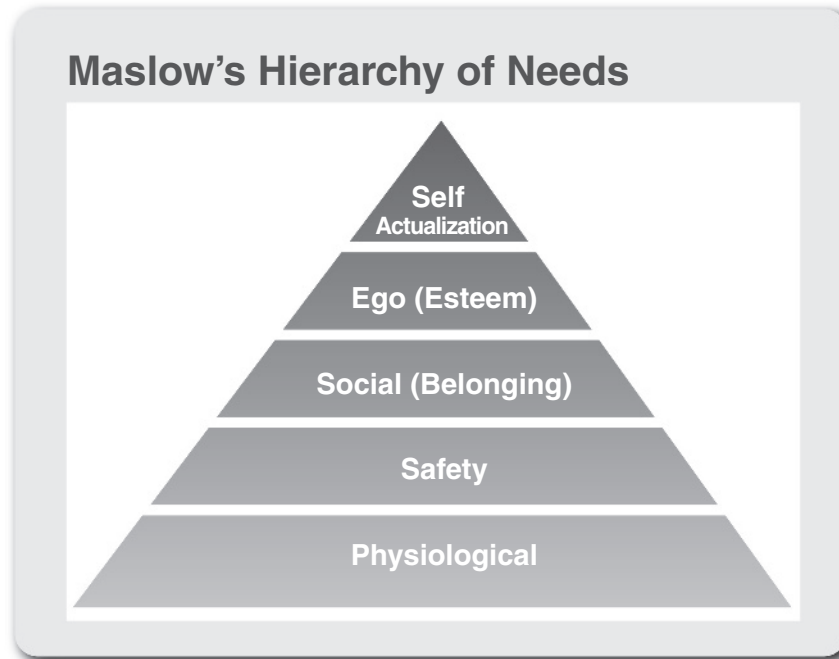 Maslow’s Hierarchy of Needs
Self
Actualization
Ego (Esteem)
Social (Belonging)
Safety
Physiological